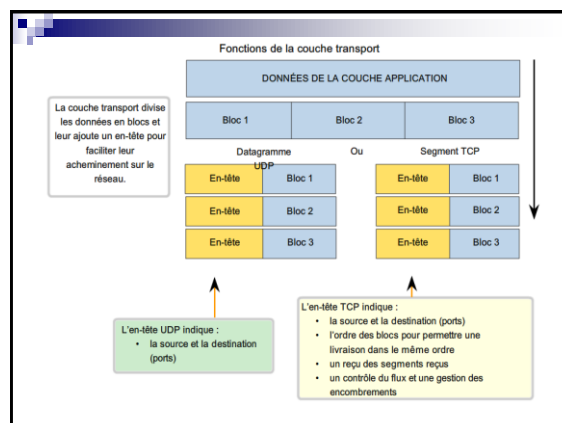 Fonctions de la couche transport
DONNÉES DE LA COUCHE APPLICATION
La couche transport divise
les données en blocs et
leur ajoute un en-tête pour
faciliter leur
acheminement sur le
réseau.
Bloc 1
Bloc 2
Bloc 3
Datagramme
UDP
Ou
Segment TCP
En-tête
Bloc 1
En-tête
Bloc 1
En-tête
Bloc 2
En-tête
Bloc 2
En-tête
Bloc 3
En-tête
Bloc 3
L'en-tête UDP indique :
• la source et la destination
(ports)
L'en-tête TCP indique :
• la source et la destination (ports)
• l'ordre des blocs pour permettre une
livraison dans le même ordre
• un reçu des segments reçus
• un contrôle du flux et une gestion des
encombrements